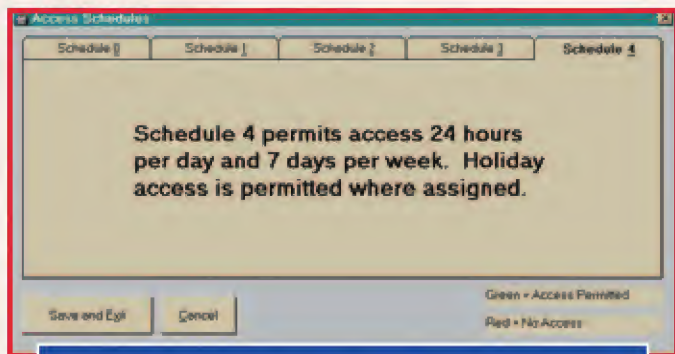 Access Schedules
Schedule 0
Schedule 1
Schedule 2
Schedule 3
Schedule 4
Schedule 4 permits access 24 hours
per day and 7 days per week. Holiday
access is permitted where assigned.
Green = Access Permitted
Save and Exit
Cancel
Red = No Access